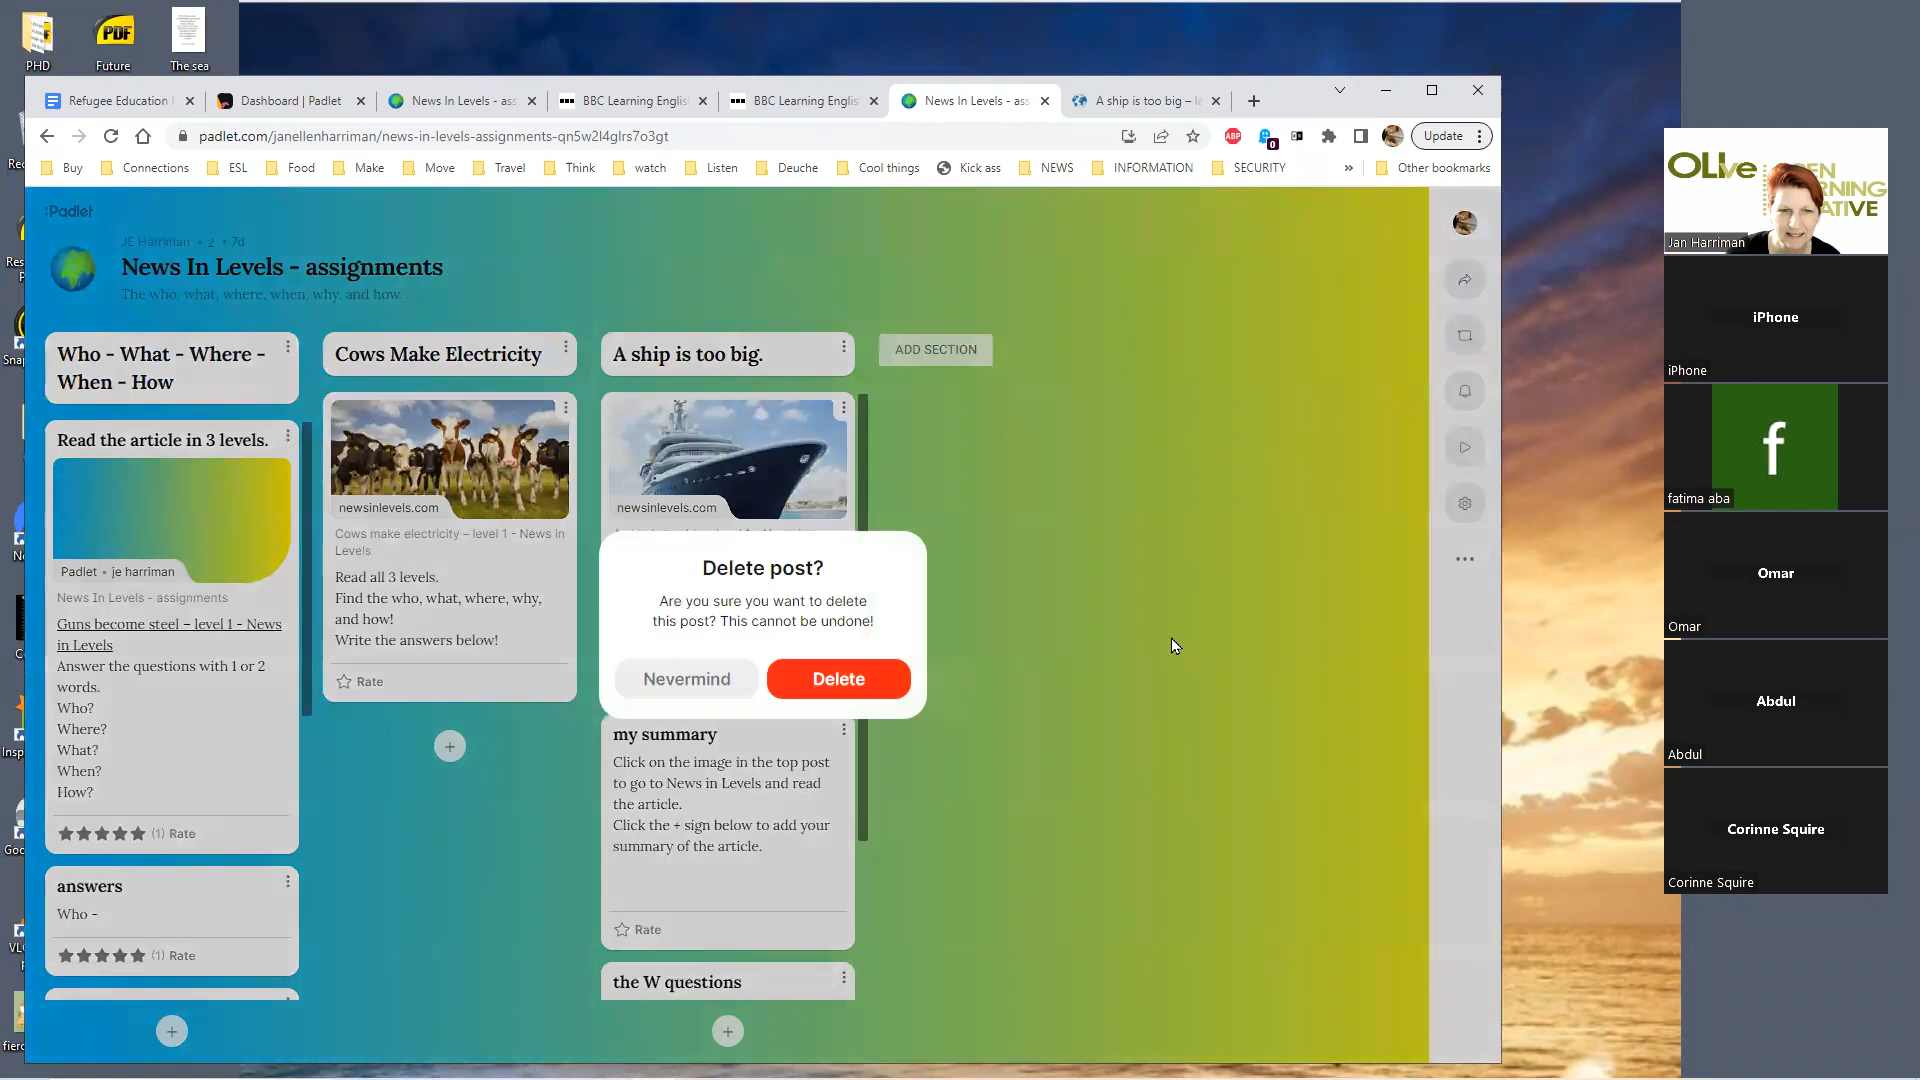 PHD
Future
The sea
Refugee Education
Dashboard | Padlet
News In Levels - ass
BBC Learning Englis
BBC Learning Englis
News In Levels - ass
A ship is too big – le
padlet.com/janellenharriman/news-in-levels-assignments-qn5w2l4glrs7o3gt
ABP
0
Update
Buy
Connections
ESL
Food
Make
Move
Travel
Think
watch
Listen
Deuche
Cool things
Kick ass
NEWS
INFORMATION
SECURITY
»
Other bookmarks
:Padlet
JE Harriman • 2 • 7d
News In Levels - assignments
The who, what, where, when, why, and how.
Who - What - Where -
When - How
Read the article in 3 levels.
Padlet • je harriman
News In Levels - assignments
Guns become steel – level 1 - News
in Levels
Answer the questions with 1 or 2
words.
Who?
Where?
What?
When?
How?
(1) Rate
answers
Who -
(1) Rate
Cows Make Electricity
newsinlevels.com
Cows make electricity – level 1 - News in
Levels
Read all 3 levels.
Find the who, what, where, why,
and how!
Write the answers below!
Rate
A ship is too big.
newsinlevels.com
Delete post?
Are you sure you want to delete
this post? This cannot be undone!
Nevermind
Delete
my summary
Click on the image in the top post
to go to News in Levels and read
the article.
Click the + sign below to add your
summary of the article.
Rate
the W questions
ADD SECTION
OLIve
Jan Harriman
iPhone
iPhone
f
fatima aba
Omar
Omar
Abdul
Abdul
Corinne Squire
Corinne Squire